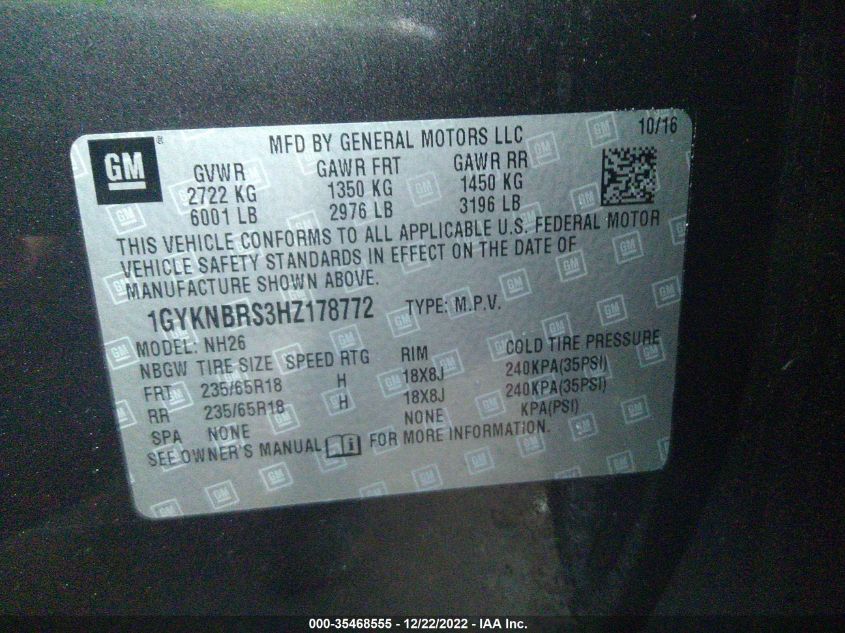 GM
MFD BY GENERAL MOTORS LLC
10/16
GVWR GAWR FRT GAWR RR
2722 KG 1350 KG 1450 KG
6001 LB 2976 LB 3196 LB
THIS VEHICLE CONFORMS TO ALL APPLICABLE U.S. FEDERAL MOTOR
VEHICLE SAFETY STANDARDS IN EFFECT ON THE DATE OF
MANUFACTURE SHOWN ABOVE.
1GYKNBRS3HZ178772 TYPE: M.P.V.
MODEL: NH26
NBGW TIRE SIZE SPEED RTG RIM COLD TIRE PRESSURE
FRT 235/65R18 H 18X8J 240KPA(35PSI)
RR 235/65R18 H 18X8J 240KPA(35PSI)
SPA NONE NONE KPA(PSI)
SEE OWNER'S MANUAL FOR MORE INFORMATION.
000-35468555 - 12/22/2022 - IAA Inc.